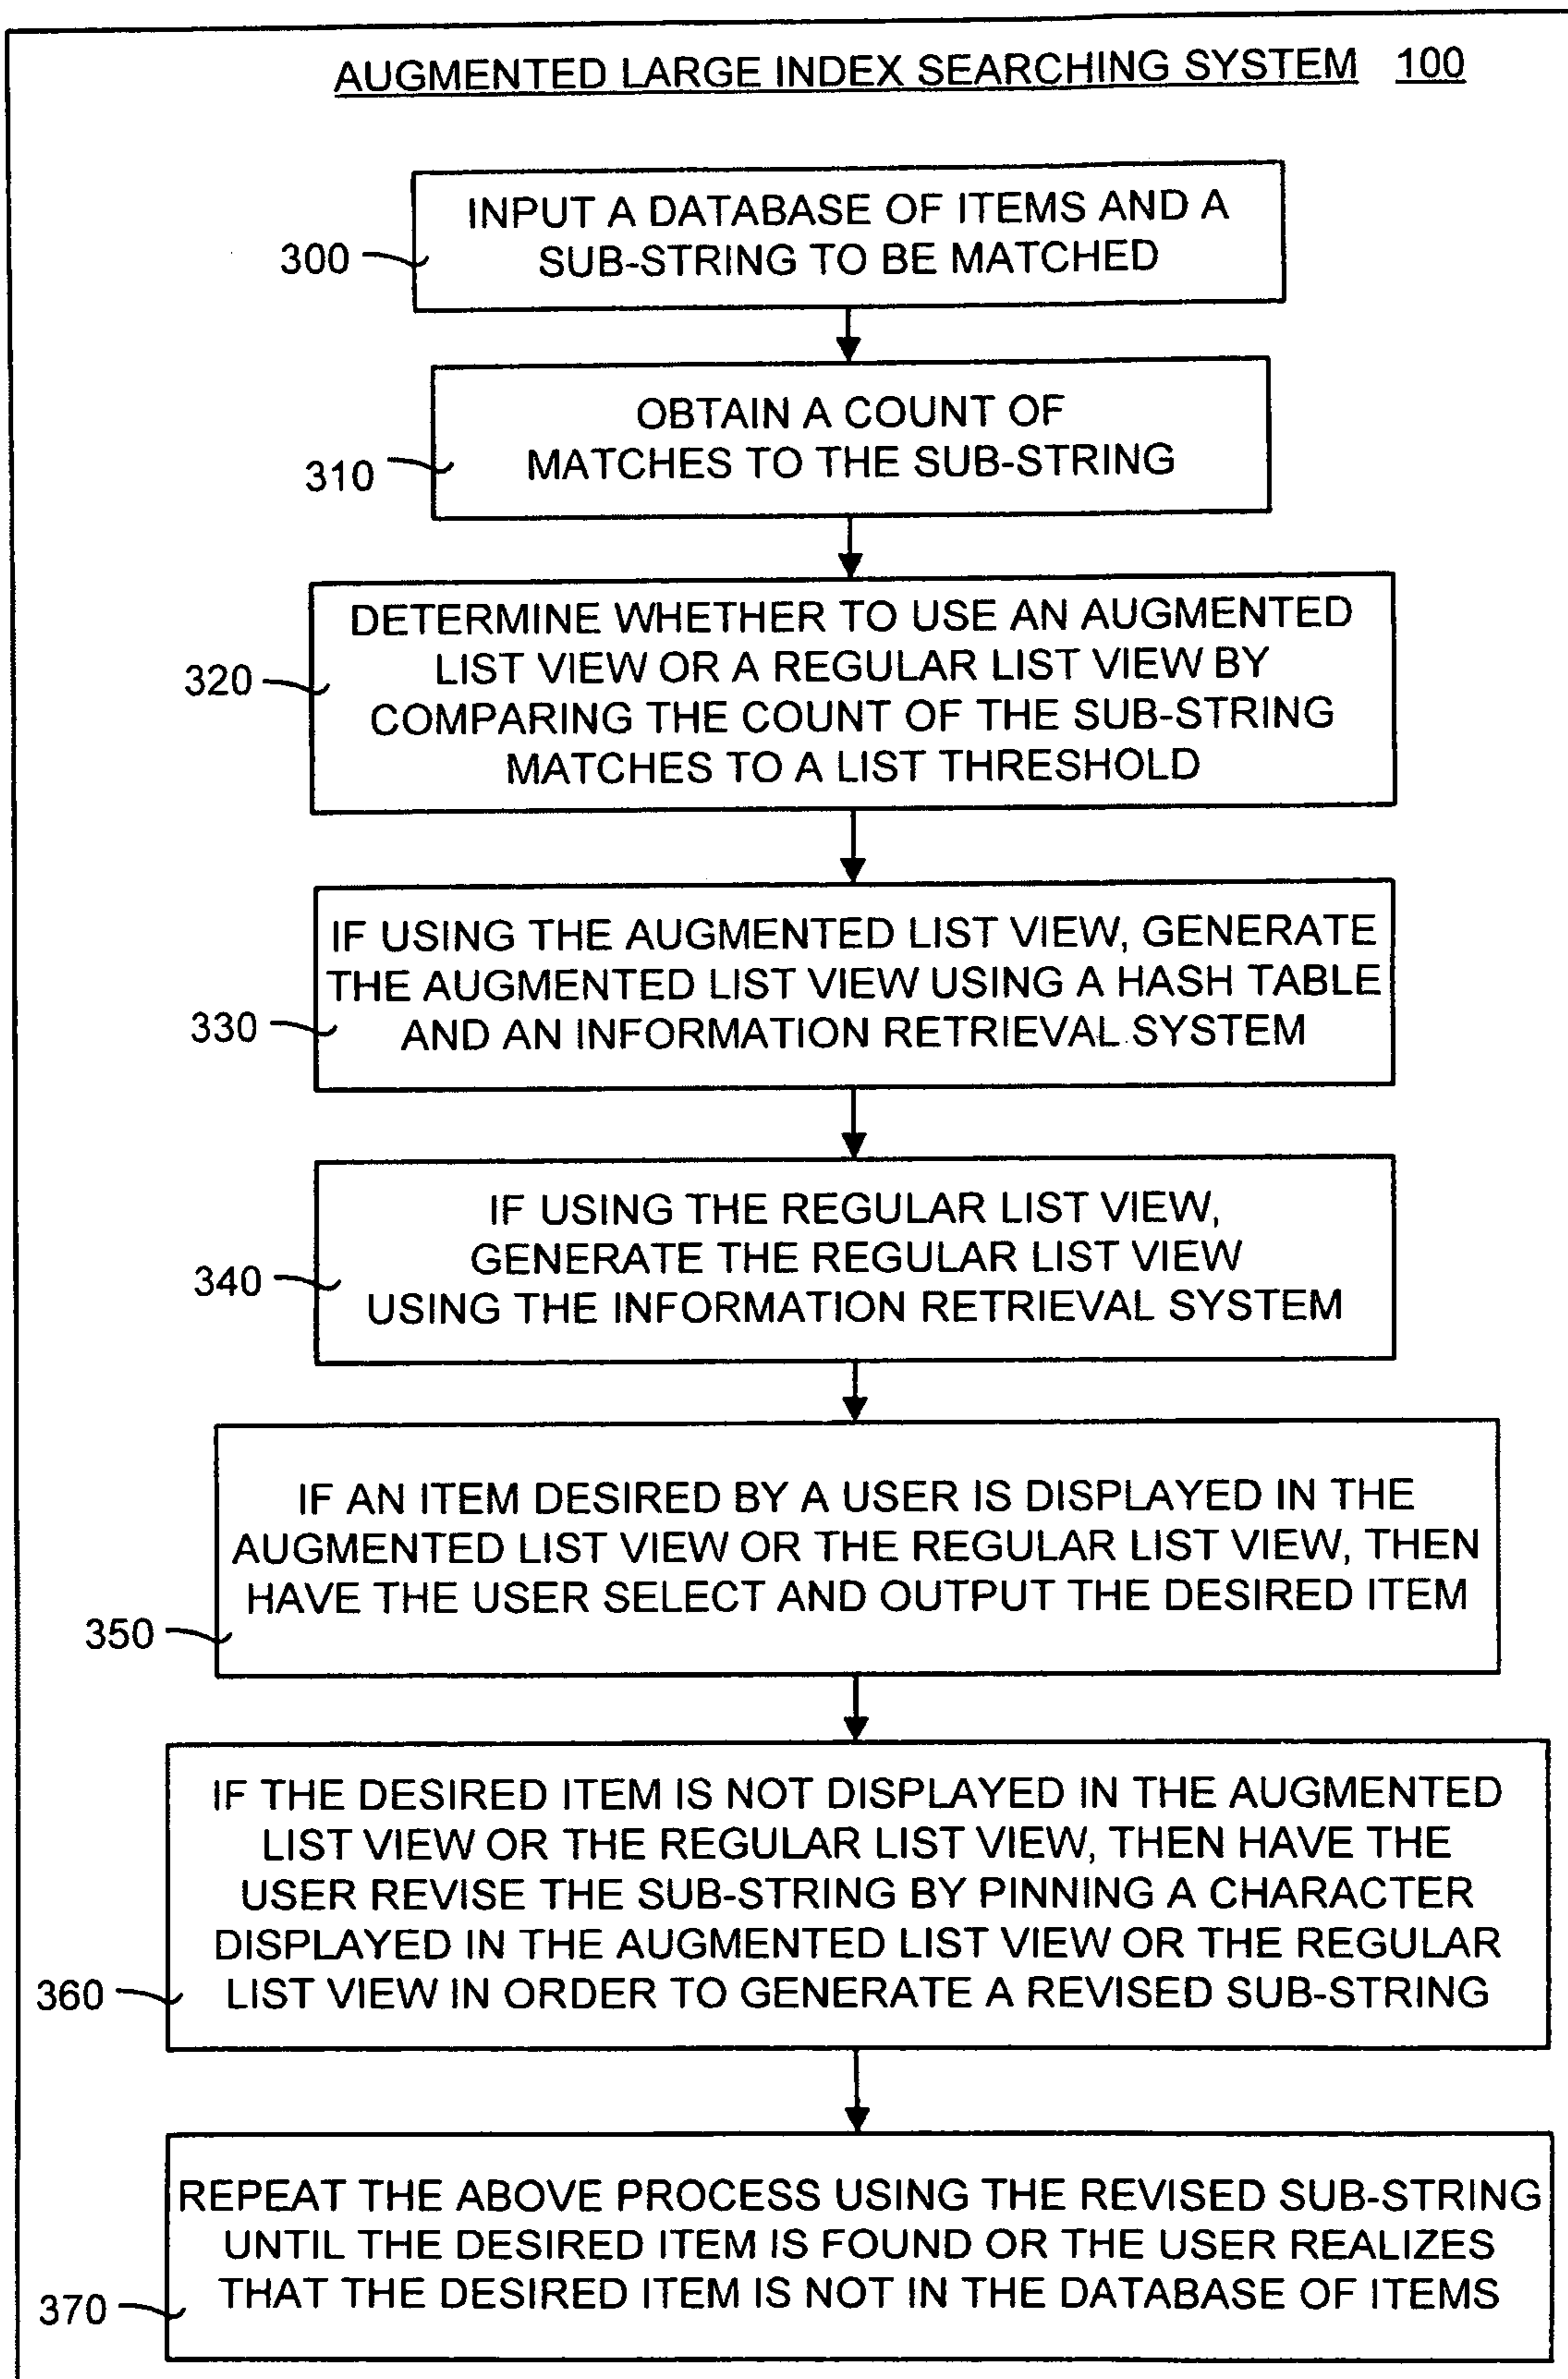 AUGMENTED LARGE INDEX SEARCHING SYSTEM 100
INPUT A DATABASE OF ITEMS AND A
SUB-STRING TO BE MATCHED
300
OBTAIN A COUNT OF
MATCHES TO THE SUB-STRING
310
DETERMINE WHETHER TO USE AN AUGMENTED
LIST VIEW OR A REGULAR LIST VIEW BY
COMPARING THE COUNT OF THE SUB-STRING
MATCHES TO A LIST THRESHOLD
320
IF USING THE AUGMENTED LIST VIEW, GENERATE
THE AUGMENTED LIST VIEW USING A HASH TABLE
AND AN INFORMATION RETRIEVAL SYSTEM
330
IF USING THE REGULAR LIST VIEW,
GENERATE THE REGULAR LIST VIEW
USING THE INFORMATION RETRIEVAL SYSTEM
340
IF AN ITEM DESIRED BY A USER IS DISPLAYED IN THE
AUGMENTED LIST VIEW OR THE REGULAR LIST VIEW, THEN
HAVE THE USER SELECT AND OUTPUT THE DESIRED ITEM
350
IF THE DESIRED ITEM IS NOT DISPLAYED IN THE AUGMENTED
LIST VIEW OR THE REGULAR LIST VIEW, THEN HAVE THE
USER REVISE THE SUB-STRING BY PINNING A CHARACTER
DISPLAYED IN THE AUGMENTED LIST VIEW OR THE REGULAR
LIST VIEW IN ORDER TO GENERATE A REVISED SUB-STRING
360
REPEAT THE ABOVE PROCESS USING THE REVISED SUB-STRING
UNTIL THE DESIRED ITEM IS FOUND OR THE USER REALIZES
THAT THE DESIRED ITEM IS NOT IN THE DATABASE OF ITEMS
370